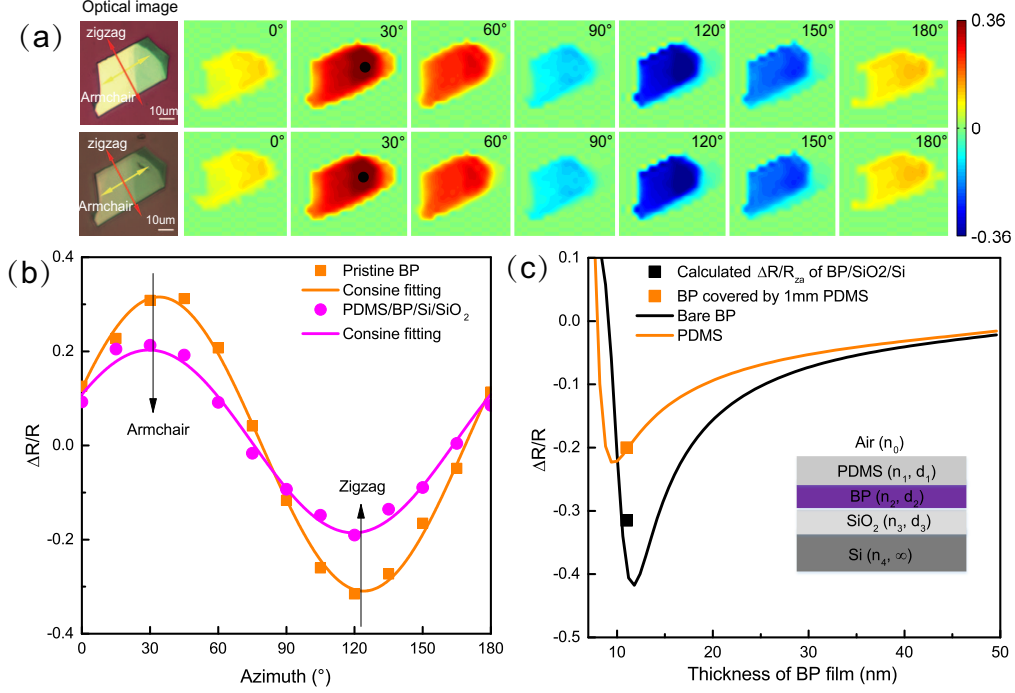 Optical image
(a)
zigzag
Armchair
10um
0°
30°
60°
90°
120°
150°
180°
0.36
0
-0.36
zigzag
Armchair
10um
0°
30°
60°
90°
120°
150°
180°
(b)
Pristine BP
Consine fitting
PDMS/BP/Si/SiO2
Consine fitting
Armchair
Zigzag
0.4
0.2
0.0
-0.2
-0.4
ΔR/R
0
30
60
90
120
150
180
Azimuth (°)
(c)
Calculated ΔR/Rza of BP/SiO2/Si
BP covered by 1mm PDMS
Bare BP
PDMS
Air (n0)
PDMS (n1, d1)
BP (n2, d2)
SiO2 (n3, d3)
Si (n4, ∞)
0.0
-0.1
-0.2
-0.3
-0.4
-0.5
ΔR/R
10
20
30
40
50
Thickness of BP film (nm)